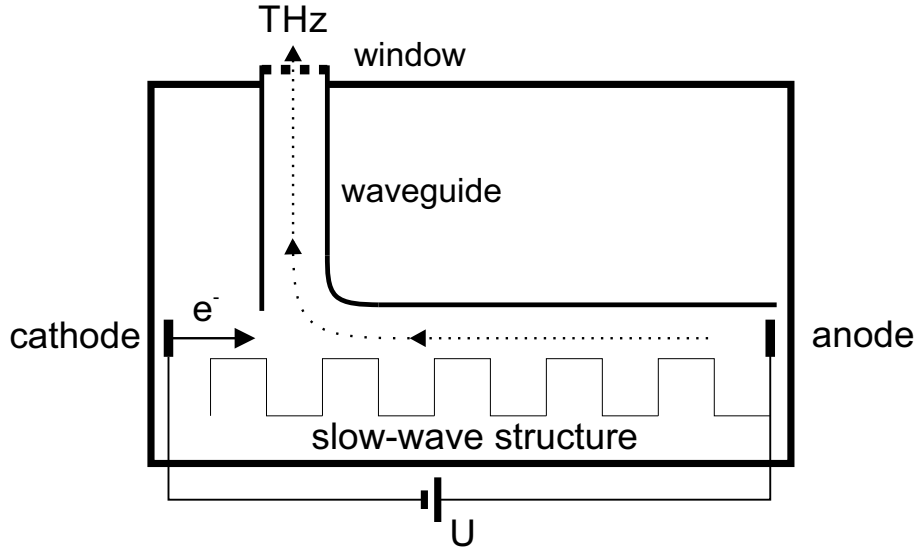 THz
window
waveguide
e⁻
cathode
anode
slow-wave structure
U